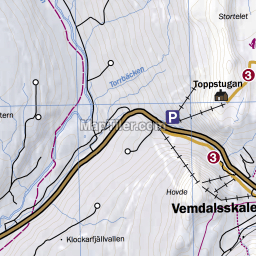 Stortelet
3
Torrbäcken
Toppstugan
P
tern
MapTiler.com
3
Hovde
Vemdalsskale
Klockarfjällvallen